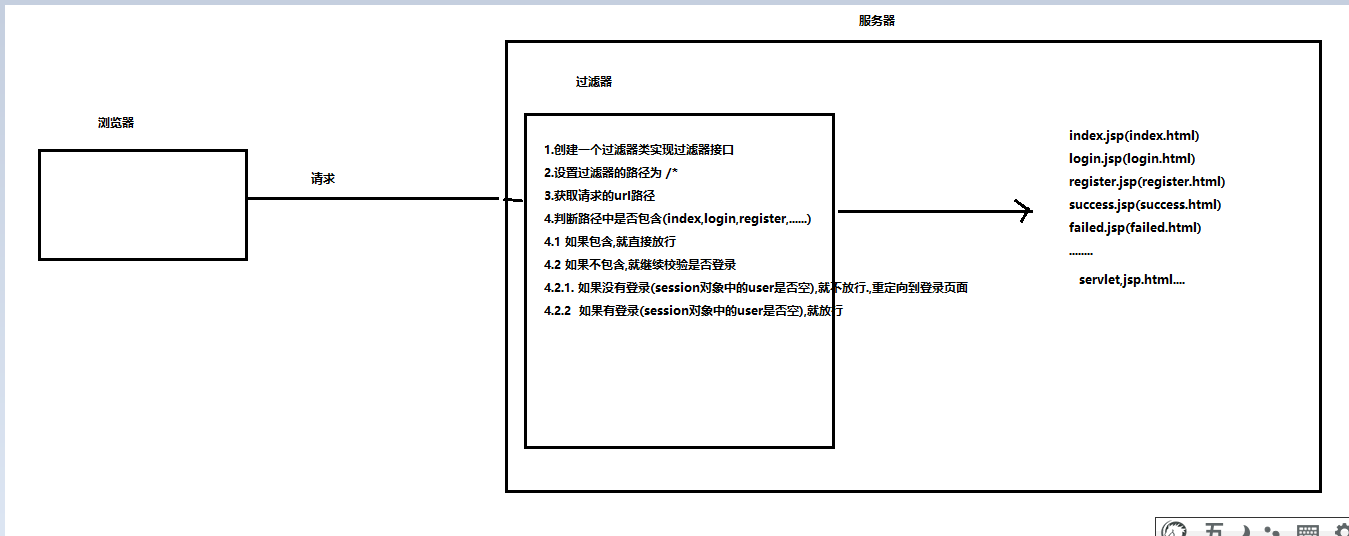 服务器
过滤器
浏览器
请求
1.创建一个过滤器类实现过滤器接口
2.设置过滤器的路径为 /*
3.获取请求的url路径
4.判断路径中是否包含(index,login,register,......)
4.1 如果包含,就直接放行
4.2 如果不包含,就继续校验是否登录
4.2.1. 如果没有登录(session对象中的user是否空),就不放行.,重定向到登录页面
4.2.2  如果有登录(session对象中的user是否空),就放行
index.jsp(index.html)
login.jsp(login.html)
register.jsp(register.html)
success.jsp(success.html)
failed.jsp(failed.html)
........
servlet,jsp.html....
五